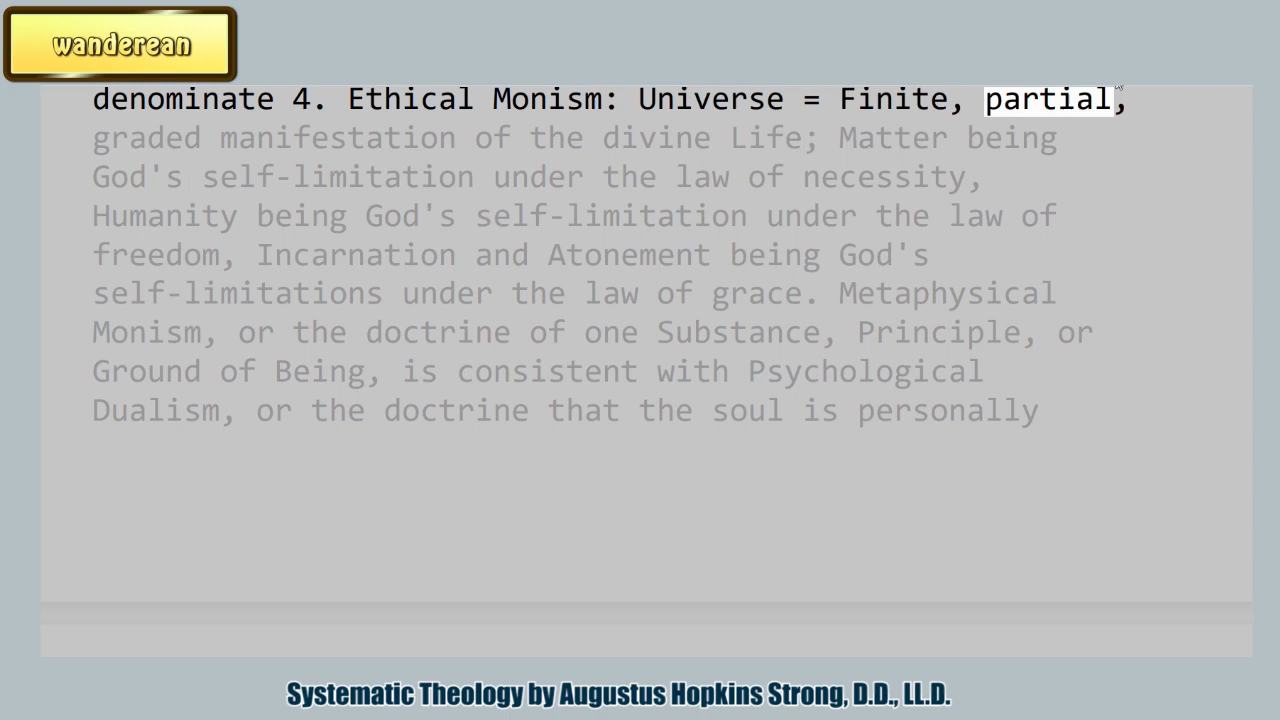 wanderean
denominate 4. Ethical Monism: Universe = Finite, partial,
graded manifestation of the divine Life; Matter being
God's self-limitation under the law of necessity,
Humanity being God's self-limitation under the law of
freedom, Incarnation and Atonement being God's
self-limitations under the law of grace. Metaphysical
Monism, or the doctrine of one Substance, Principle, or
Ground of Being, is consistent with Psychological
Dualism, or the doctrine that the soul is personally
Systematic Theology by Augustus Hopkins Strong, D.D., LL.D.